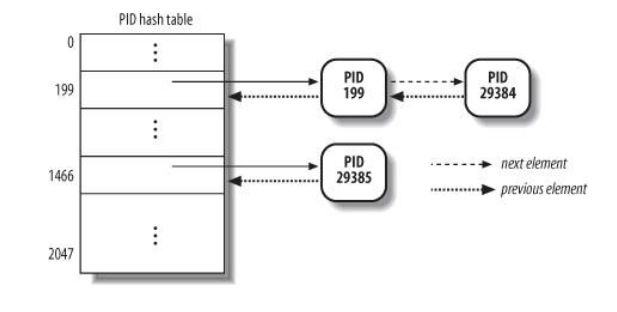 PID hash table
0
199
1466
2047
PID
199
PID
29384
PID
29385
next element
previous element